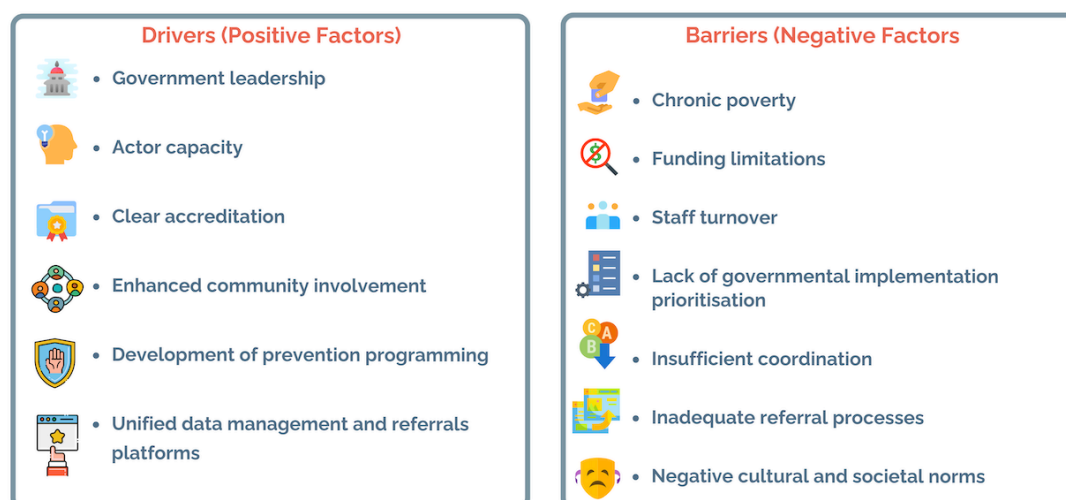 Drivers (Positive Factors)
• Government leadership
• Actor capacity
• Clear accreditation
• Enhanced community involvement
• Development of prevention programming
• Unified data management and referrals
platforms
Barriers (Negative Factors
• Chronic poverty
• Funding limitations
• Staff turnover
• Lack of governmental implementation
prioritisation
C
A
B
• Insufficient coordination
• Inadequate referral processes
• Negative cultural and societal norms